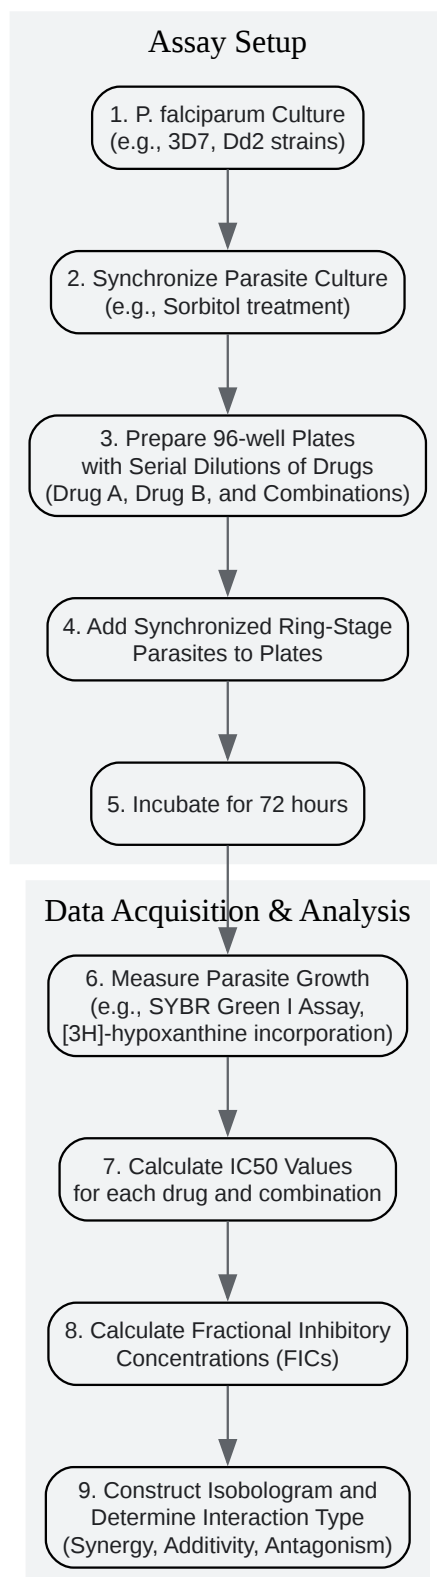 Assay Setup
1. P. falciparum Culture
(e.g., 3D7, Dd2 strains)
2. Synchronize Parasite Culture
(e.g., Sorbitol treatment)
3. Prepare 96-well Plates
with Serial Dilutions of Drugs
(Drug A, Drug B, and Combinations)
4. Add Synchronized Ring-Stage
Parasites to Plates
5. Incubate for 72 hours
Data Acquisition & Analysis
6. Measure Parasite Growth
(e.g., SYBR Green I Assay,
[3H]-hypoxanthine incorporation)
7. Calculate IC50 Values
for each drug and combination
8. Calculate Fractional Inhibitory
Concentrations (FICs)
9. Construct Isobologram and
Determine Interaction Type
(Synergy, Additivity, Antagonism)